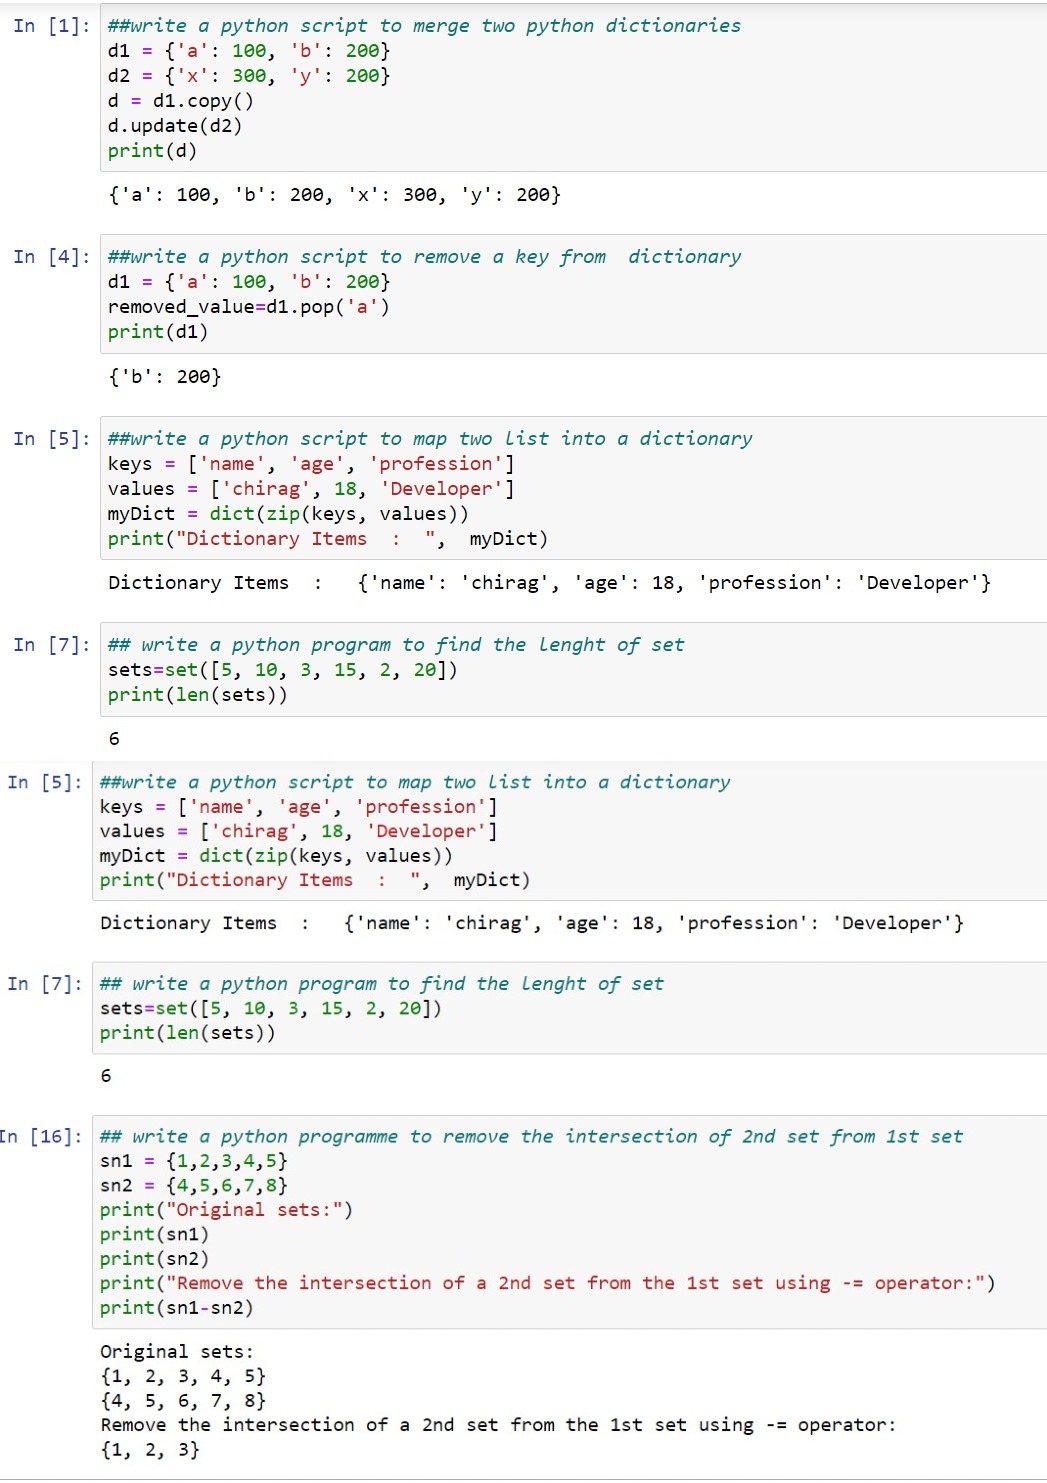 In [1]: ##write a python script to merge two python dictionaries
d1 = {'a': 100, 'b': 200}
d2 = {'x': 300, 'y': 200}
d = d1.copy()
d.update(d2)
print(d)
{'a': 100, 'b': 200, 'x': 300, 'y': 200}
In [4]: ##write a python script to remove a key from  dictionary
d1 = {'a': 100, 'b': 200}
removed_value=d1.pop('a')
print(d1)
{'b': 200}
In [5]: ##write a python script to map two list into a dictionary
keys = ['name', 'age', 'profession']
values = ['chirag', 18, 'Developer']
myDict = dict(zip(keys, values))
print("Dictionary Items  :  ",  myDict)
Dictionary Items  :   {'name': 'chirag', 'age': 18, 'profession': 'Developer'}
In [7]: ## write a python program to find the lenght of set
sets=set([5, 10, 3, 15, 2, 20])
print(len(sets))
6
In [5]: ##write a python script to map two list into a dictionary
keys = ['name', 'age', 'profession']
values = ['chirag', 18, 'Developer']
myDict = dict(zip(keys, values))
print("Dictionary Items  :  ",  myDict)
Dictionary Items  :   {'name': 'chirag', 'age': 18, 'profession': 'Developer'}
In [7]: ## write a python program to find the lenght of set
sets=set([5, 10, 3, 15, 2, 20])
print(len(sets))
6
In [16]: ## write a python programme to remove the intersection of 2nd set from 1st set
sn1 = {1,2,3,4,5}
sn2 = {4,5,6,7,8}
print("Original sets:")
print(sn1)
print(sn2)
print("Remove the intersection of a 2nd set from the 1st set using -= operator:")
print(sn1-sn2)
Original sets:
{1, 2, 3, 4, 5}
{4, 5, 6, 7, 8}
Remove the intersection of a 2nd set from the 1st set using -= operator:
{1, 2, 3}